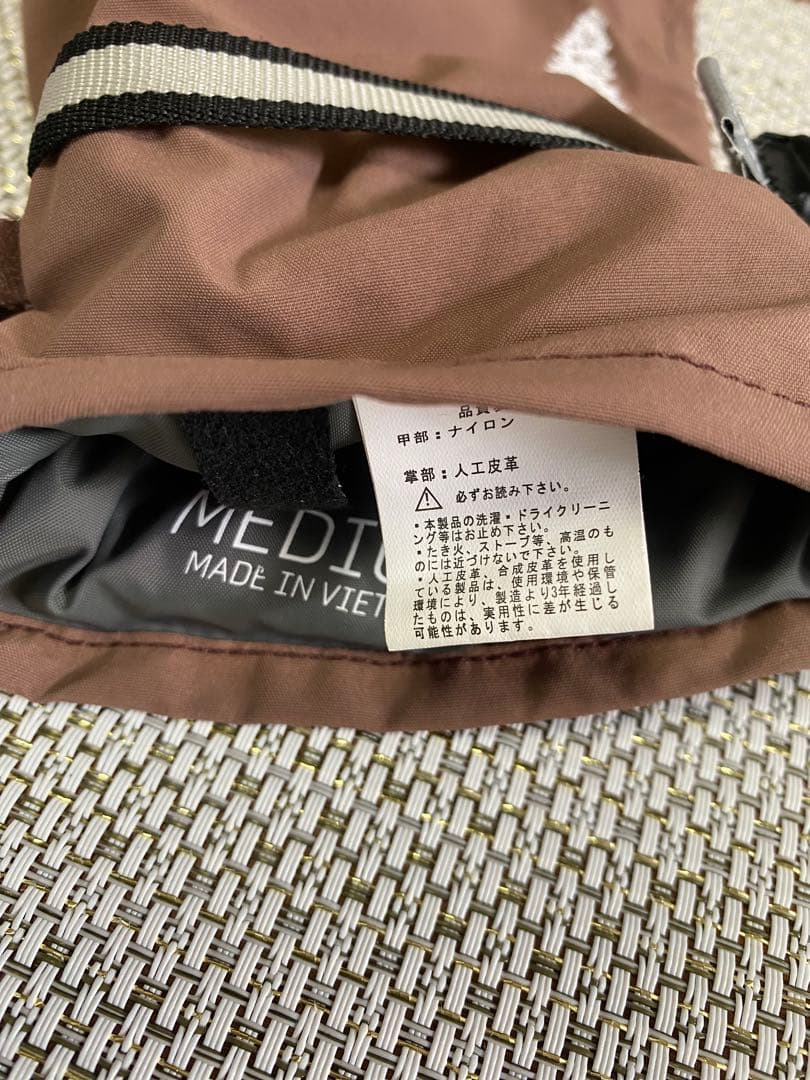 品質
甲部：ナイロン
掌部：人工皮革
必ずお読み下さい。
・本製品の洗濯・ドライクリーニ
ング等はお止め下さい。
・たき火、ストーブ等、高温のも
のには近づけないで下さい。
・人工皮革、合成皮革を使用し
ている製品は、使用環境や保管
環境により、製造より3年経過し
たものは、実用性に差が生じる
可能性があります。
MEDIU
MADE IN VIET